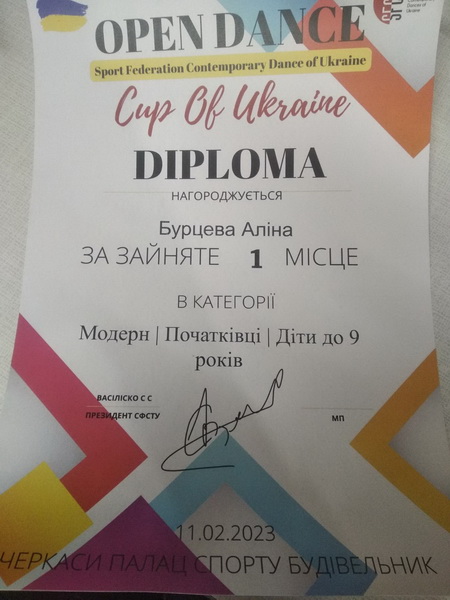 OPEN DANCE
Sport Federation Contemporary Dance of Ukraine
Cup Of Ukraine
DIPLOMA
НАГОРОДЖУЄТЬСЯ
Бурцева Аліна
ЗА ЗАЙНЯТЕ 1 МІСЦЕ
В КАТЕГОРІЇ
Модерн | Початківці | Діти до 9
років
ВАСІЛІСКО С С
ПРЕЗИДЕНТ СФСТУ
МП
11.02.2023
ЧЕРКАСИ ПАЛАЦ СПОРТУ БУДІВЕЛЬНИК